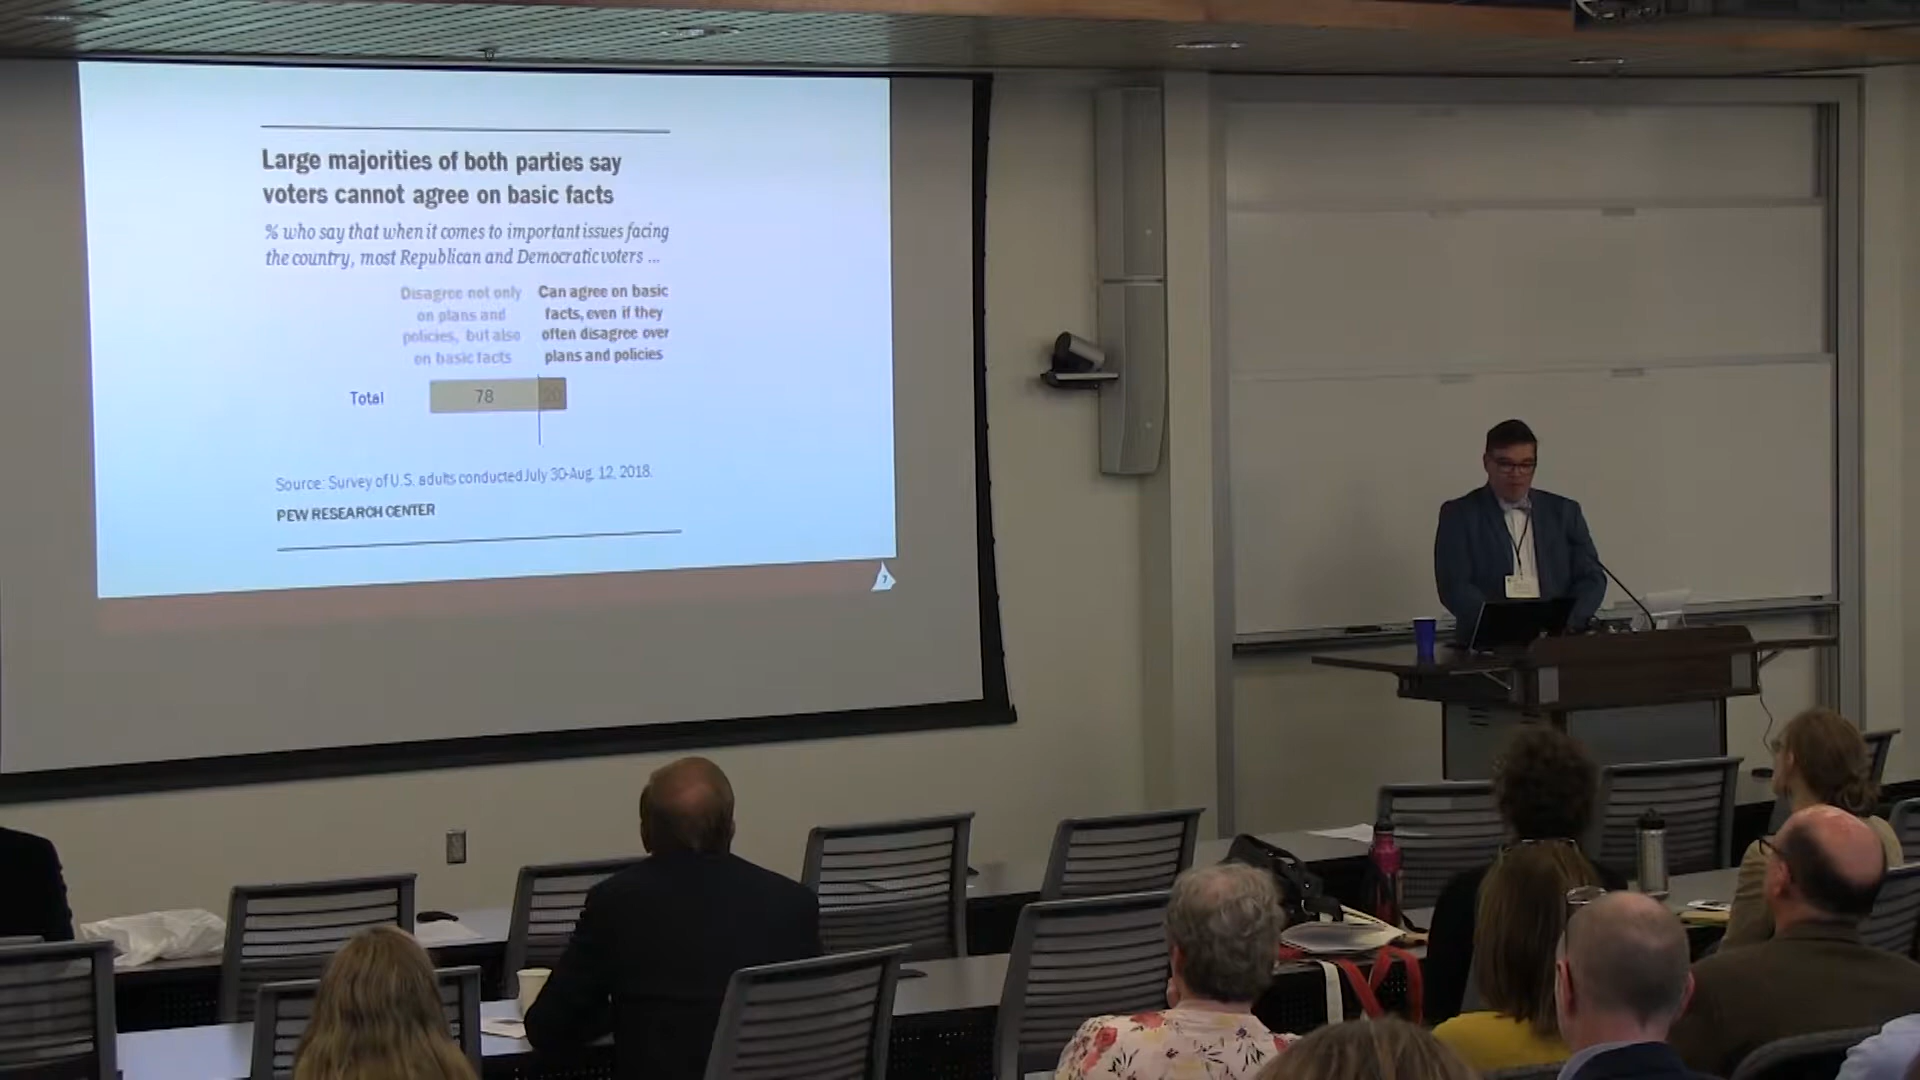 Large majorities of both parties say
voters cannot agree on basic facts
% who say that when it comes to important issues facing
the country, most Republican and Democratic voters ...
Disagree not only
on plans and
policies, but also
on basic facts
Can agree on basic
facts, even if they
often disagree over
plans and policies
Total
78
20
Source: Survey of U.S. adults conducted July 30-Aug. 12, 2018.
PEW RESEARCH CENTER
7